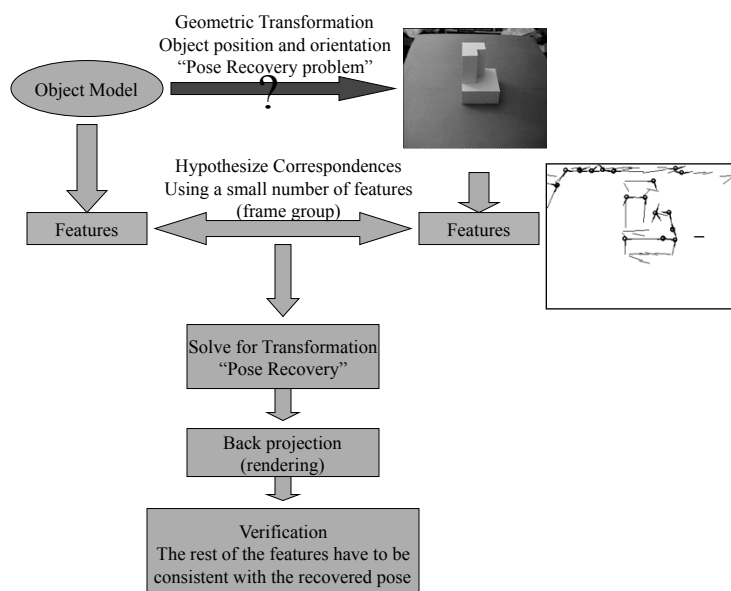 Geometric Transformation
Object position and orientation
“Pose Recovery problem”
?
Object Model
Hypothesize Correspondences
Using a small number of features
(frame group)
Features
Features
Solve for Transformation
“Pose Recovery”
Back projection
(rendering)
Verification
The rest of the features have to be
consistent with the recovered pose